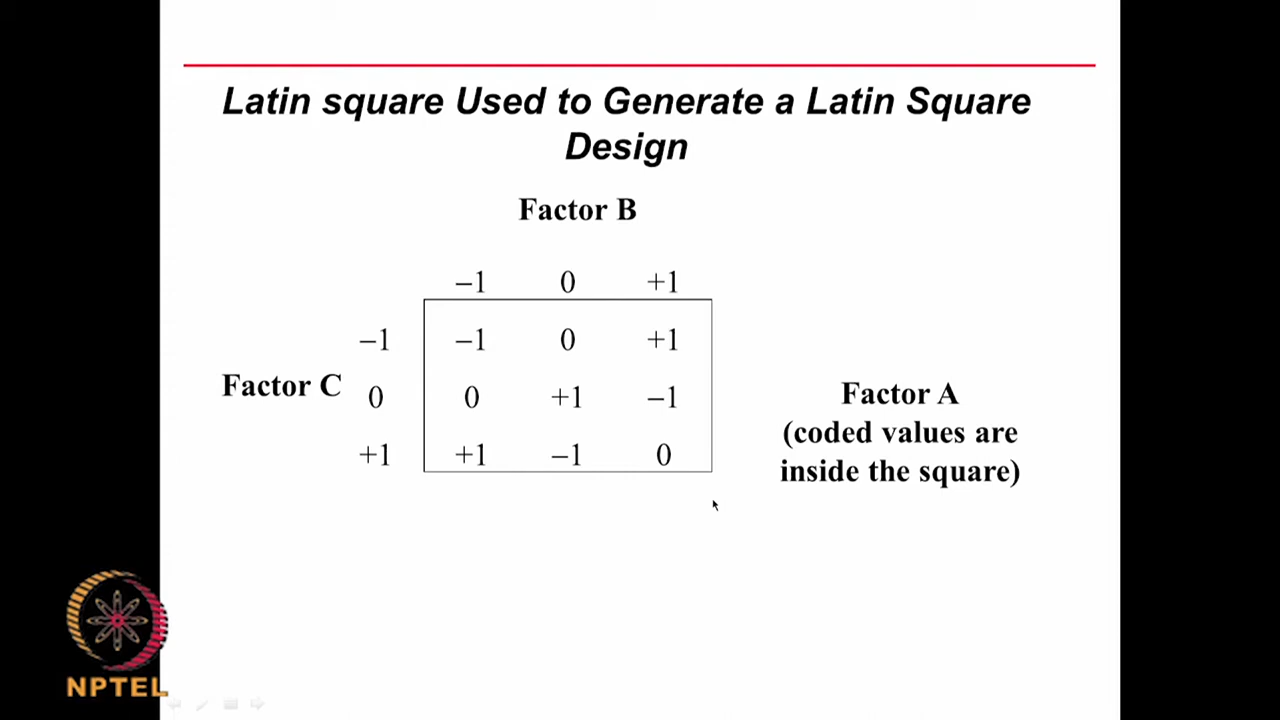 Latin square Used to Generate a Latin Square
Design
Factor B
–1 0 +1
–1 –1 0 +1
Factor C 0 0 +1 –1
+1 +1 –1 0
Factor A
(coded values are
inside the square)
NPTEL